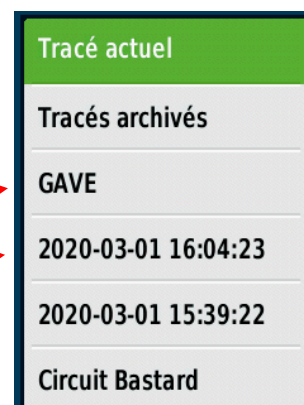 Tracé actuel
Tracés archivés
GAVE
2020-03-01 16:04:23
2020-03-01 15:39:22
Circuit Bastard